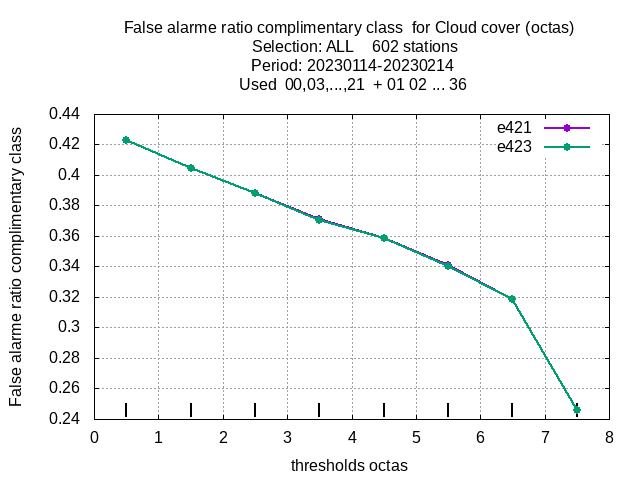 False alarme ratio complimentary class  for Cloud cover (octas)
Selection: ALL    602 stations
Period: 20230114-20230214
Used  00,03,...,21  + 01 02 ... 36
e421
e423
False alarme ratio complimentary class
0.44
0.42
0.4
0.38
0.36
0.34
0.32
0.3
0.28
0.26
0.24
0 1 2 3 4 5 6 7 8
thresholds octas